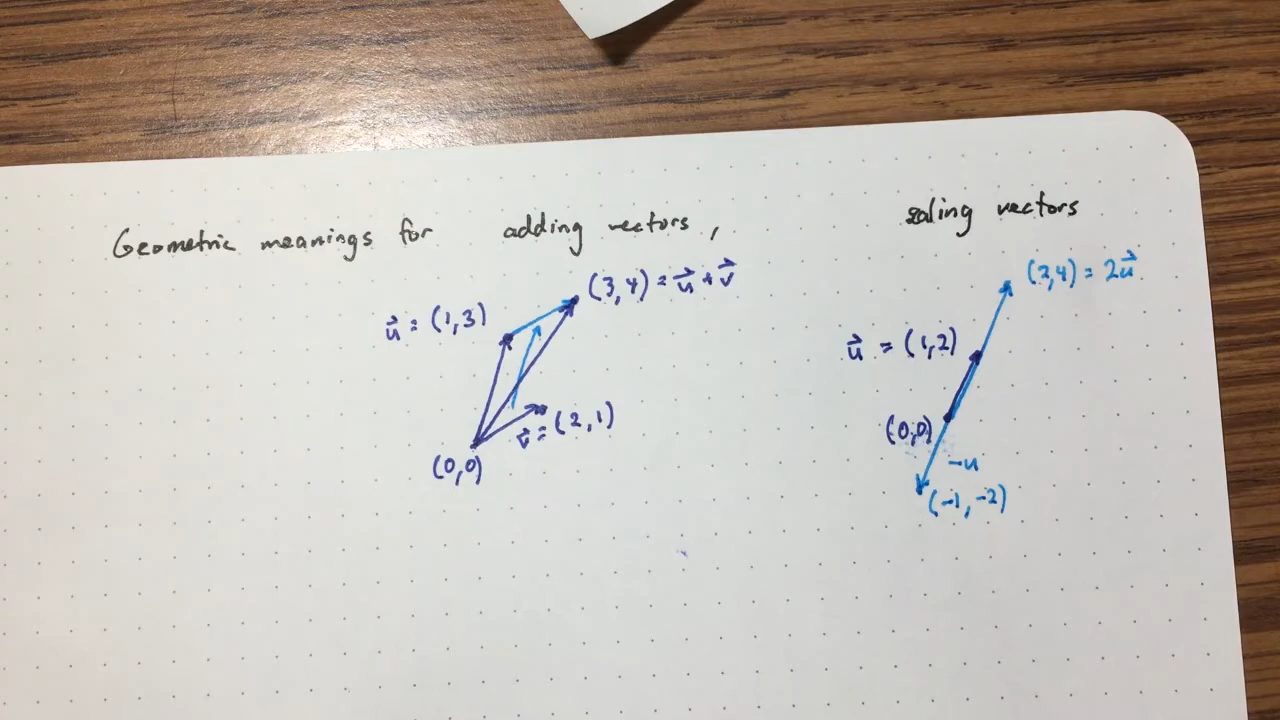 Geometric meanings for adding vectors, scaling vectors
(3,4) = u⃗ + v⃗
u⃗ = (1,3)
v⃗ = (2,1)
(0,0)
(2,4) = 2u⃗
u⃗ = (1,2)
(0,0)
-u
(-1,-2)